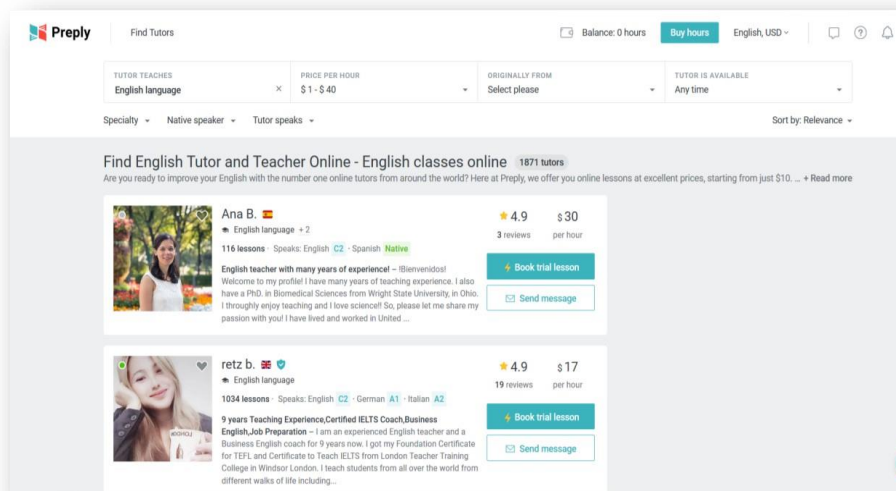 Preply
Find Tutors
Balance: 0 hours
Buy hours
English, USD
TUTOR TEACHES
English language
PRICE PER HOUR
$ 1 - $ 40
ORIGINALLY FROM
Select please
TUTOR IS AVAILABLE
Any time
Specialty
Native speaker
Tutor speaks
Sort by: Relevance
Find English Tutor and Teacher Online - English classes online 1871 tutors
Are you ready to improve your English with the number one online tutors from around the world? Here at Preply, we offer you online lessons at excellent prices, starting from just $10. ... + Read more
Ana B.
English language +2
116 lessons · Speaks: English C2 · Spanish Native
English teacher with many years of experience! – !Bienvenidos!
Welcome to my profile! I have many years of teaching experience. I also
have a PhD. in Biomedical Sciences from Wright State University, in Ohio.
I throughly enjoy teaching and I love science!! So, please let me share my
passion with you! I have lived and worked in United ...
4.9
3 reviews
$ 30
per hour
Book trial lesson
Send message
retz b.
English language
1034 lessons · Speaks: English C2 · German A1 · Italian A2
9 years Teaching Experience,Certified IELTS Coach,Business
English,Job Preparation – I am an experienced English teacher and a
Business English coach for 9 years now. I got my Foundation Certificate
for TEFL and Certificate to Teach IELTS from London Teacher Training
College in Windsor London. I teach students from all over the world from
different walks of life including...
4.9
19 reviews
$ 17
per hour
Book trial lesson
Send message